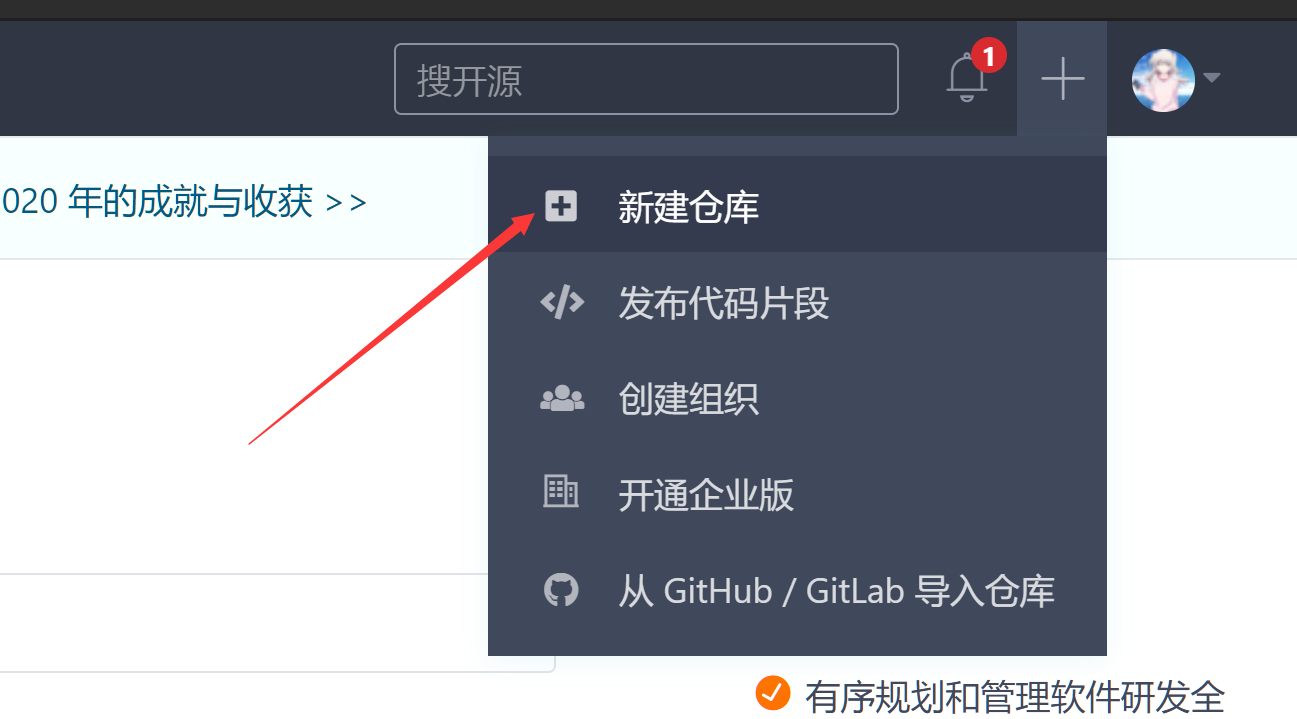 搜开源
1
020 年的成就与收获 >>
新建仓库
发布代码片段
创建组织
开通企业版
从 GitHub / GitLab 导入仓库
有序规划和管理软件研发全